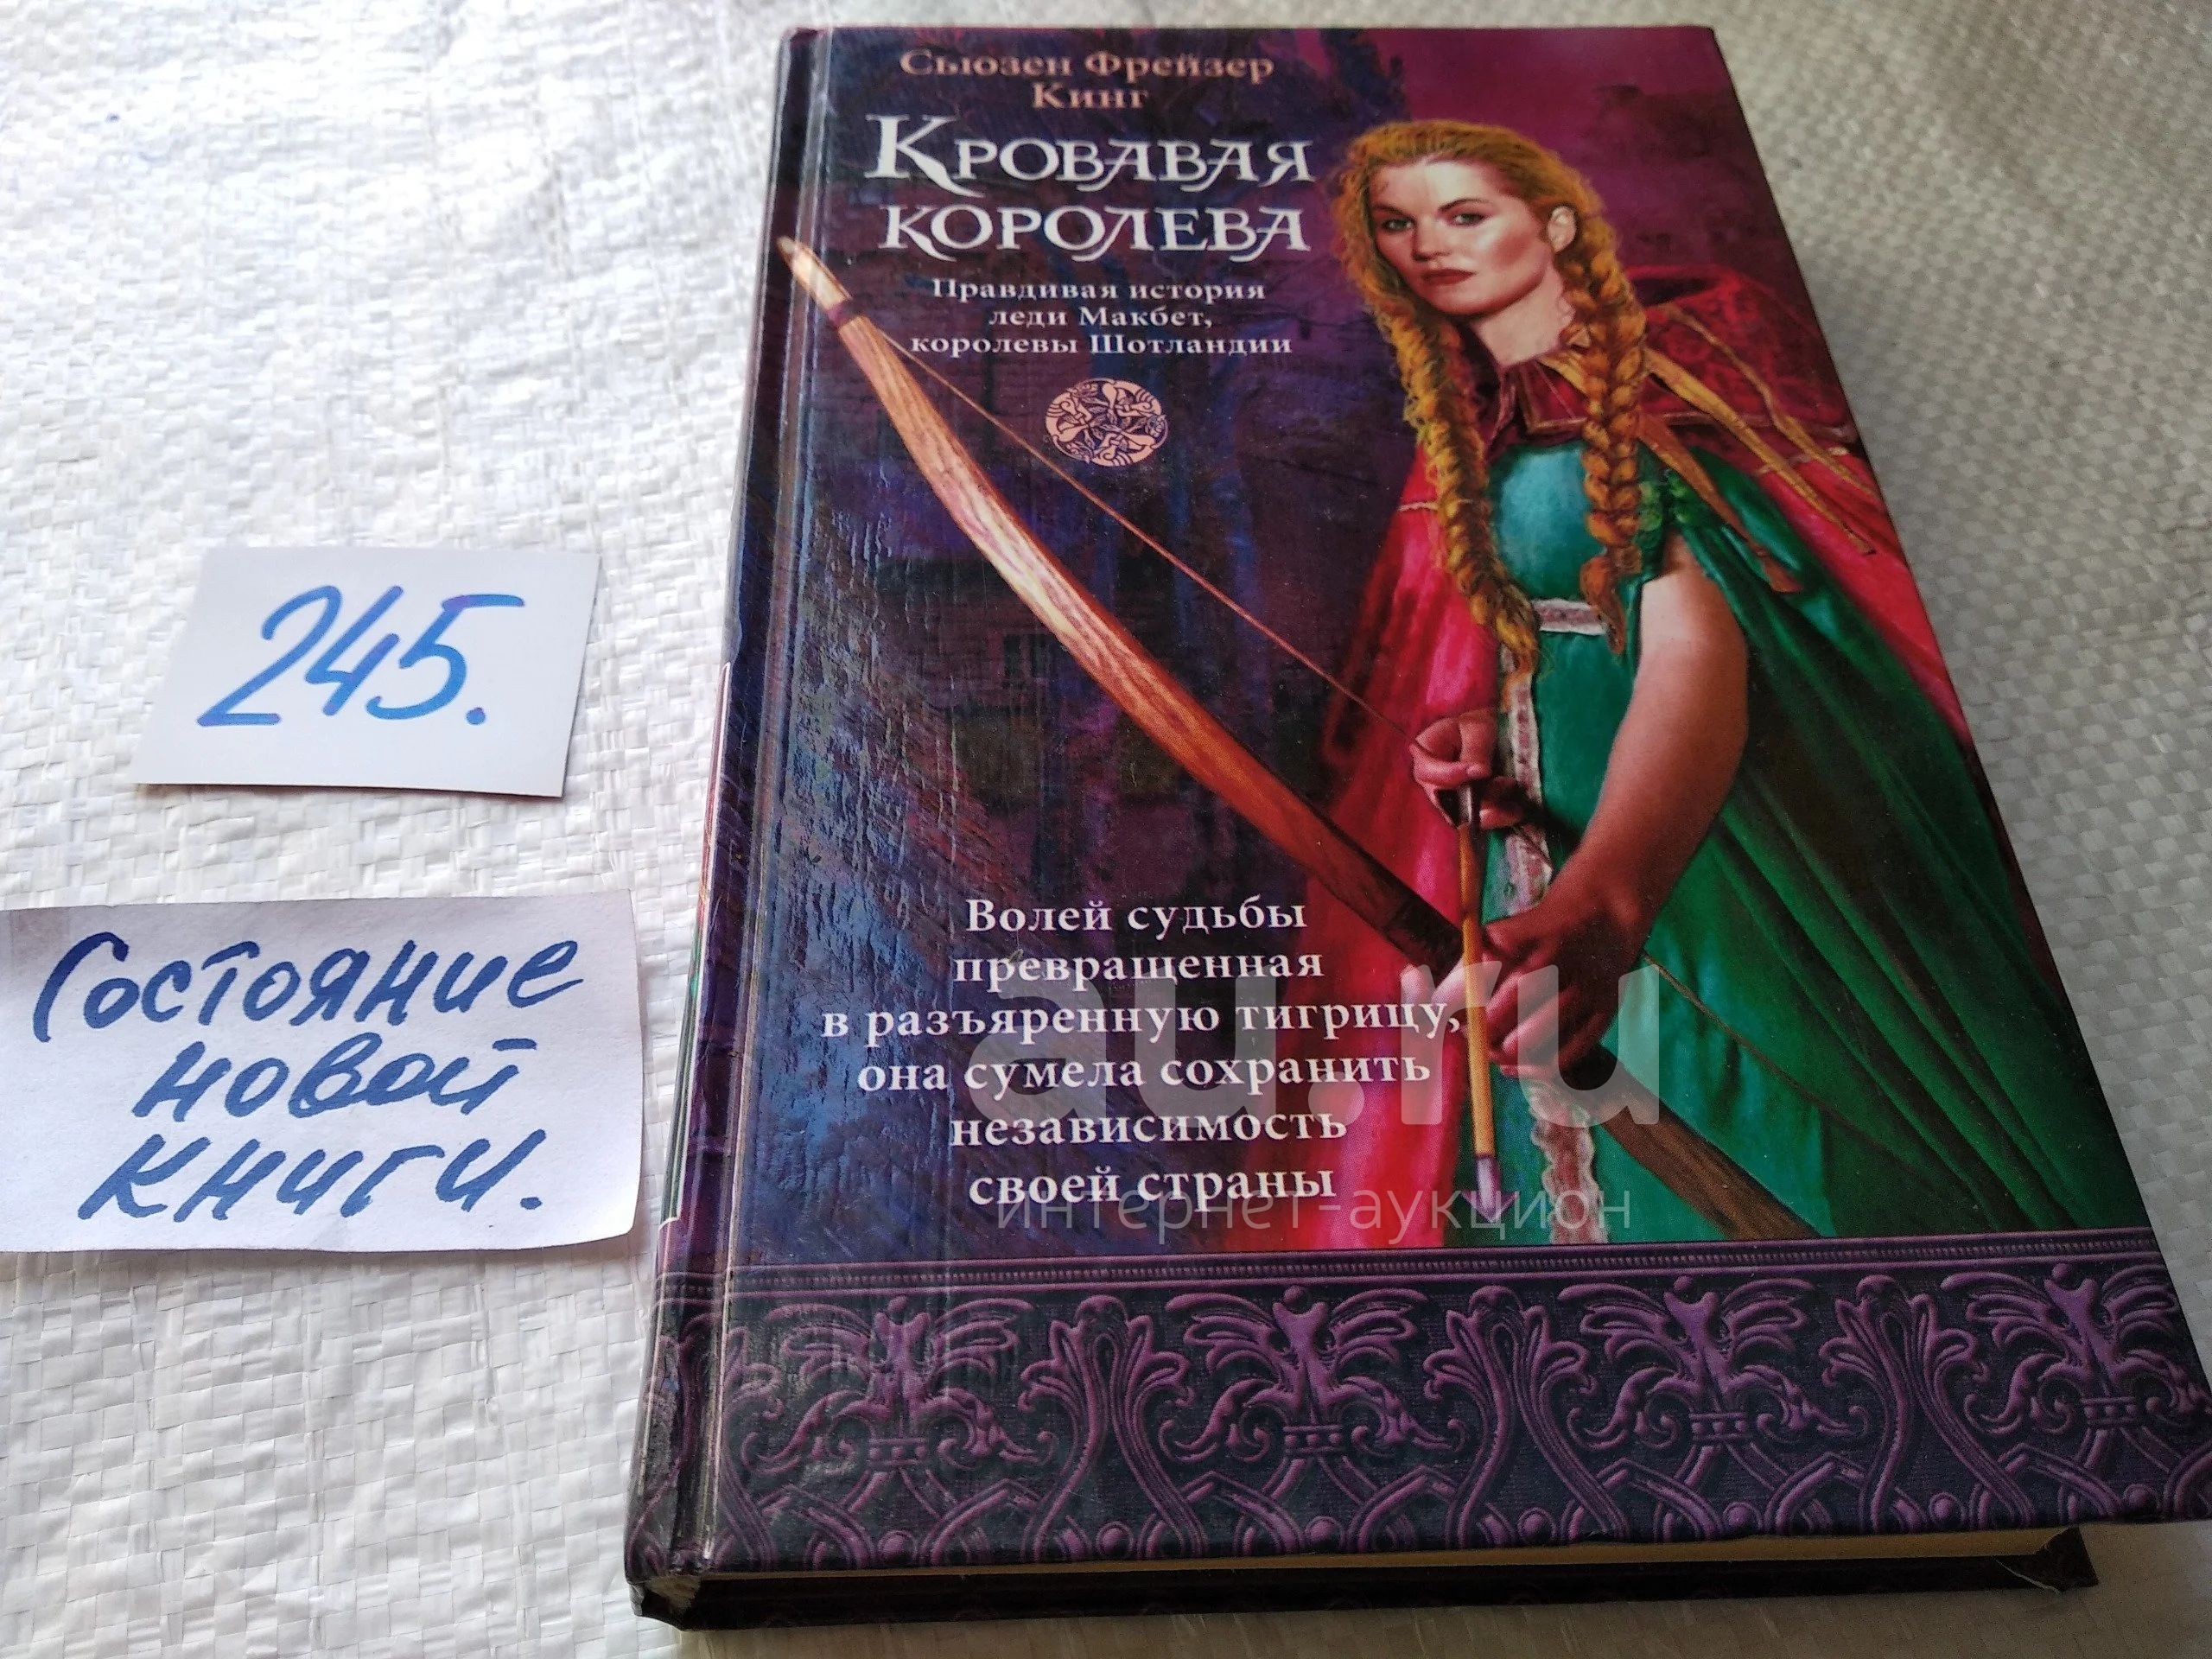 Сьюзен Фрейзер
Кинг
Кровавая
королева
Правдивая история
леди Макбет,
королевы Шотландии
245.
Состояние
новой
книги.
Волей судьбы
превращенная
в разъяренную тигрицу,
она сумела сохранить
независимость
своей страны
au.ru
интернет-аукцион